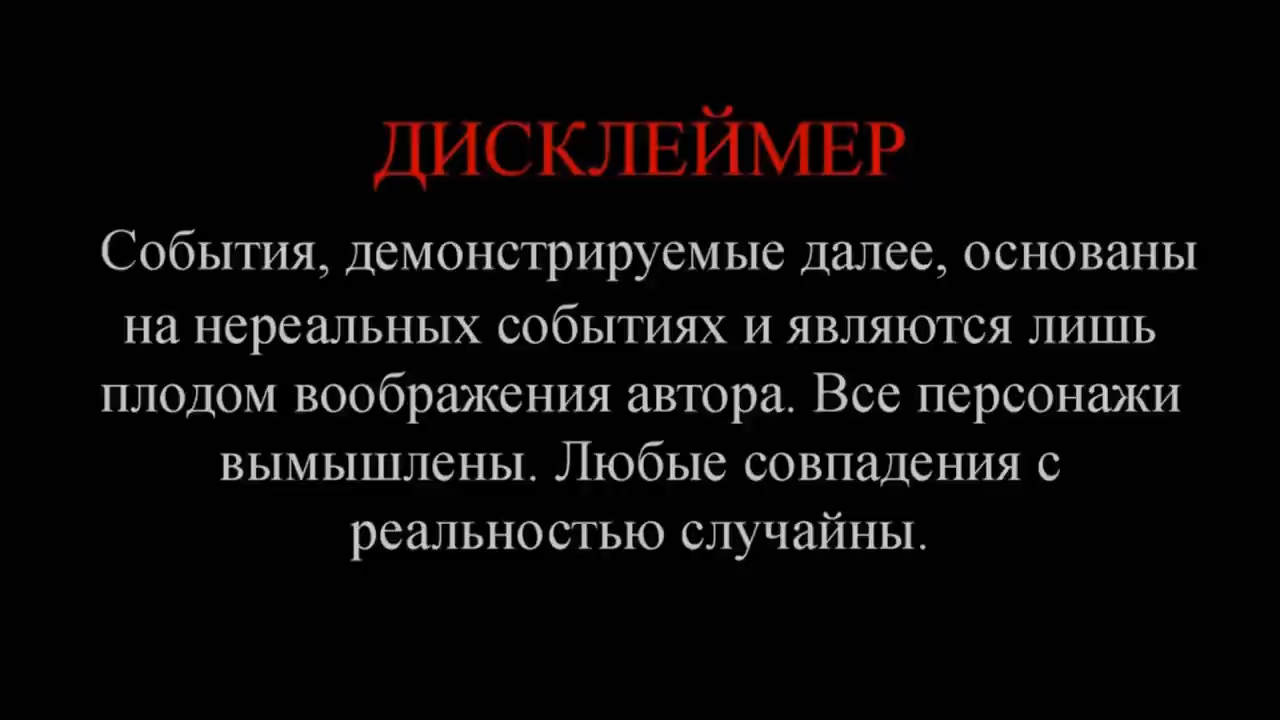 ДИСКЛЕЙМЕР
События, демонстрируемые далее, основаны
на нереальных событиях и являются лишь
плодом воображения автора. Все персонажи
вымышлены. Любые совпадения с
реальностью случайны.